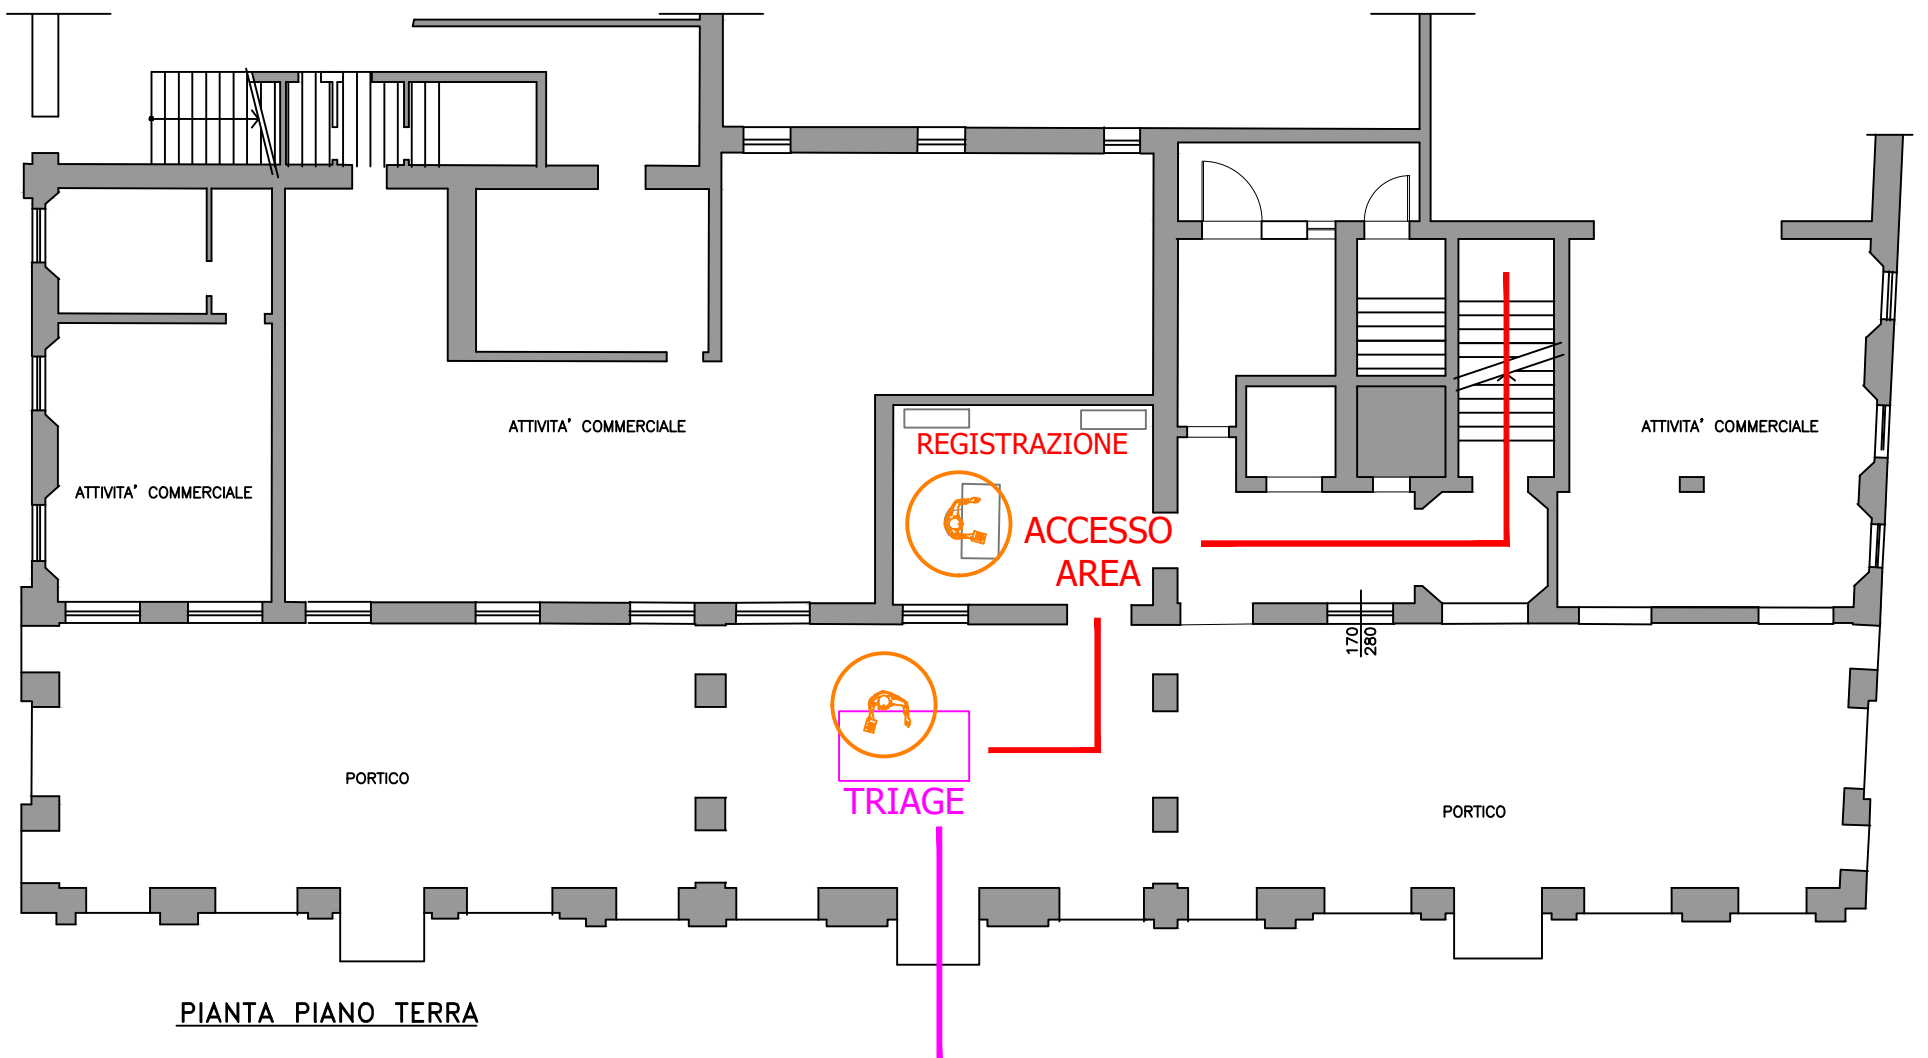 ATTIVITA' COMMERCIALE
ATTIVITA' COMMERCIALE
REGISTRAZIONE
ATTIVITA' COMMERCIALE
ACCESSO
AREA
170
280
PORTICO
TRIAGE
PORTICO
PIANTA PIANO TERRA